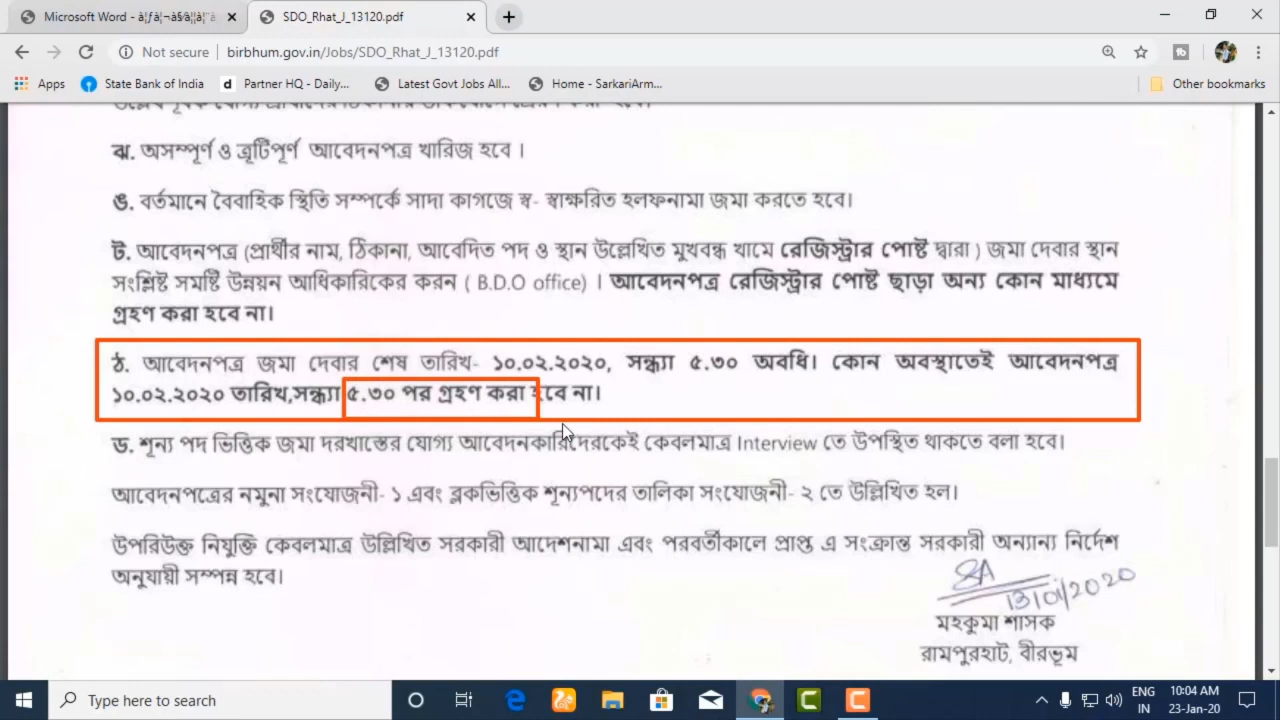 Microsoft Word - à¦ƒà¦¬à§à¦¦à¦¨
SDO_Rhat_J_13120.pdf
Not secure | birbhum.gov.in/Jobs/SDO_Rhat_J_13120.pdf
Apps State Bank of India Partner HQ - Daily... Latest Govt Jobs All... Home - SarkariArm... Other bookmarks
ঝ. অসম্পূর্ণ ও ত্রূটিপূর্ণ আবেদনপত্র খারিজ হবে ।
ঙ. বর্তমানে বৈবাহিক স্থিতি সম্পর্কে সাদা কাগজে স্ব- স্বাক্ষরিত হলফনামা জমা করতে হবে।
ট. আবেদনপত্র (প্রার্থীর নাম, ঠিকানা, আবেদিত পদ ও স্থান উল্লেখিত মুখবন্ধ খামে রেজিস্ট্রার পোষ্ট দ্বারা ) জমা দেবার স্থান
সংশ্লিষ্ট সমষ্টি উন্নয়ন আধিকারিকের করন ( B.D.O office) । আবেদনপত্র রেজিস্ট্রার পোষ্ট ছাড়া অন্য কোন মাধ্যমে
গ্রহণ করা হবে না।
ঠ. আবেদনপত্র জমা দেবার শেষ তারিখ- ১০.০২.২০২০, সন্ধ্যা ৫.৩০ অবধি। কোন অবস্থাতেই আবেদনপত্র
১০.০২.২০২০ তারিখ,সন্ধ্যা ৫.৩০ পর গ্রহণ করা হবে না।
ড. শূন্য পদ ভিত্তিক জমা দরখাস্তের যোগ্য আবেদনকারিদেরকেই কেবলমাত্র Interview তে উপস্থিত থাকতে বলা হবে।
আবেদনপত্রের নমুনা সংযোজনী- ১ এবং ব্লকভিত্তিক শূন্যপদের তালিকা সংযোজনী- ২ তে উল্লিখিত হল।
উপরিউক্ত নিযুক্তি কেবলমাত্র উল্লিখিত সরকারী আদেশনামা এবং পরবর্তীকালে প্রাপ্ত এ সংক্রান্ত সরকারী অন্যান্য নির্দেশ
অনুযায়ী সম্পন্ন হবে।
13/01/2020
মহকুমা শাসক
রামপুরহাট, বীরভূম
Type here to search
ENG 10:04 AM
IN 23-Jan-20